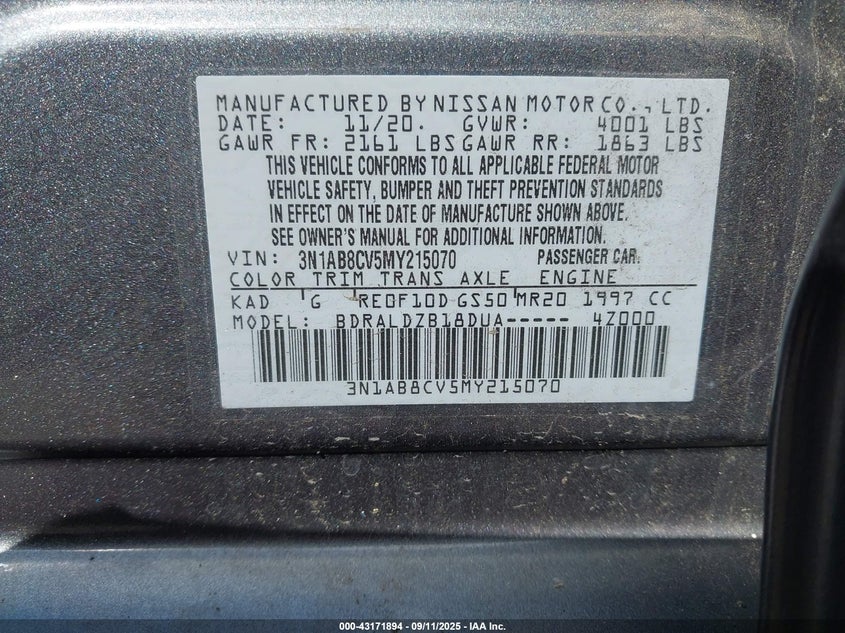 MANUFACTURED BY NISSAN MOTOR CO., LTD.
DATE: 11/20. GVWR: 4001 LBS
GAWR FR: 2161 LBS GAWR RR: 1863 LBS
THIS VEHICLE CONFORMS TO ALL APPLICABLE FEDERAL MOTOR
VEHICLE SAFETY, BUMPER AND THEFT PREVENTION STANDARDS
IN EFFECT ON THE DATE OF MANUFACTURE SHOWN ABOVE.
SEE OWNER'S MANUAL FOR ADDITIONAL INFORMATION.
VIN: 3N1AB8CV5MY215070 PASSENGER CAR.
COLOR TRIM TRANS AXLE ENGINE
KAD G RE0F10D GS50 MR20 1997 CC
MODEL: BDRALDZB18DUA----- 4Z000
3N1AB8CV5MY215070
000-43171894 - 09/11/2025 - IAA Inc.